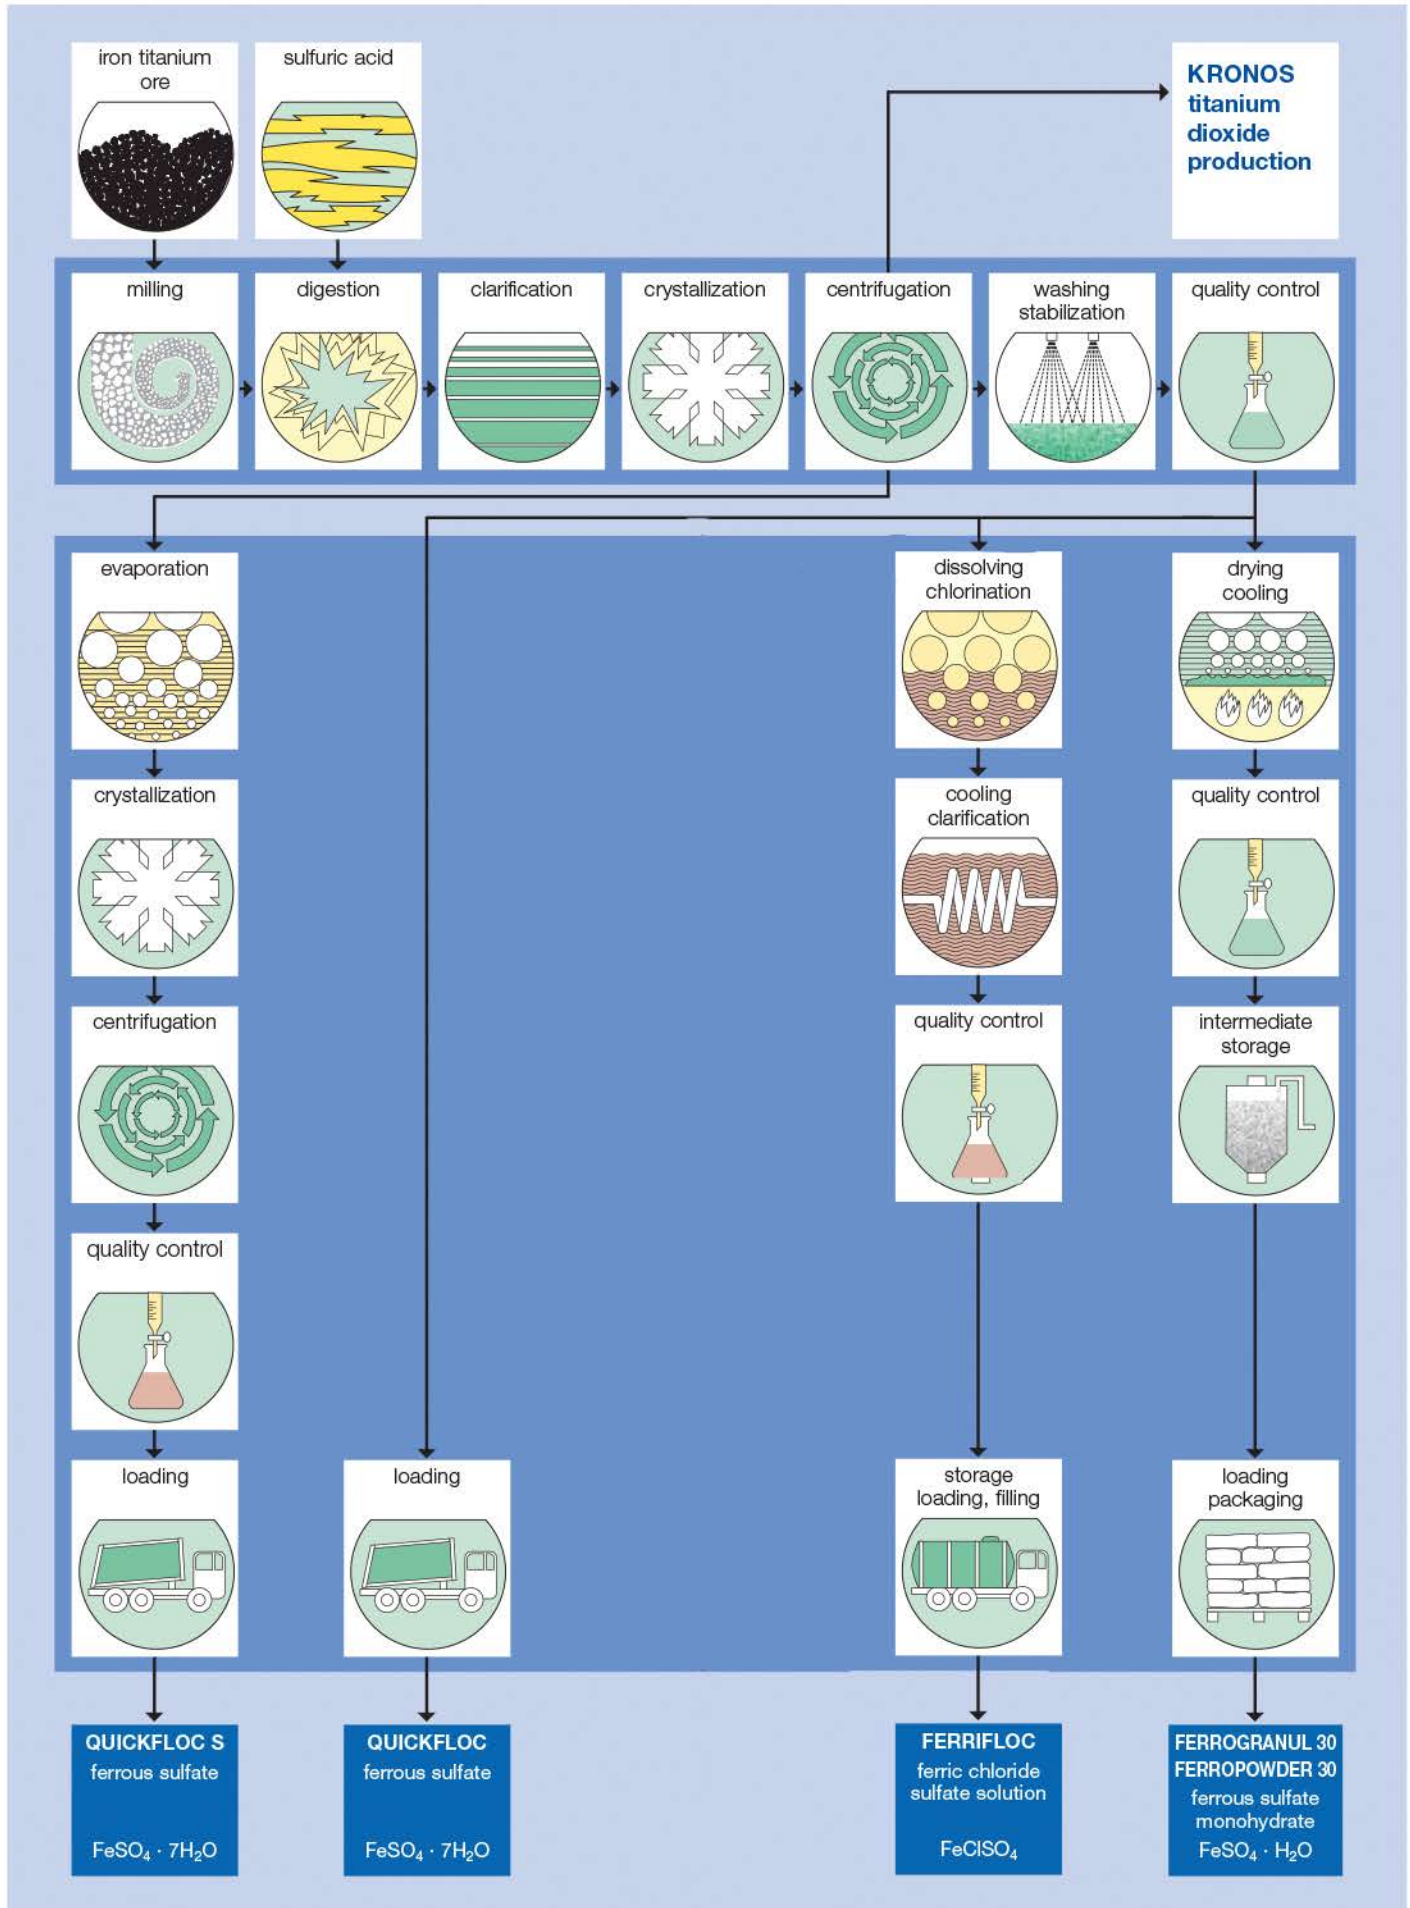 iron titanium
ore
sulfuric acid
KRONOS
titanium
dioxide
production
milling
digestion
clarification
crystallization
centrifugation
washing
stabilization
quality control
evaporation
dissolving
chlorination
drying
cooling
crystallization
cooling
clarification
quality control
centrifugation
quality control
intermediate
storage
quality control
loading
loading
storage
loading, filling
loading
packaging
QUICKFLOC S
ferrous sulfate
FeSO₄ · 7H₂O
QUICKFLOC
ferrous sulfate
FeSO₄ · 7H₂O
FERRIFLOC
ferric chloride
sulfate solution
FeClSO₄
FERROGRANUL 30
FERROPOWDER 30
ferrous sulfate
monohydrate
FeSO₄ · H₂O